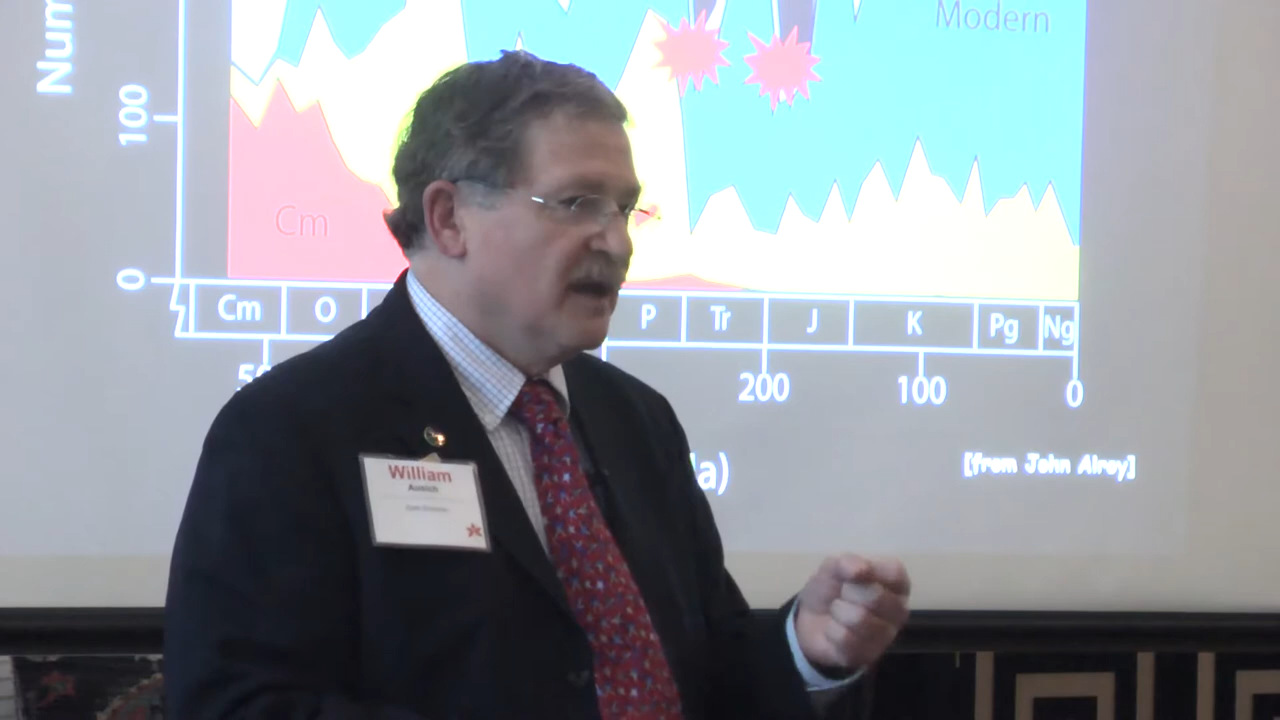 Num
Modern
100
Cm
0
Cm O P Tr J K Pg Ng
200 100 0
[from John Alroy]
William
Ausich